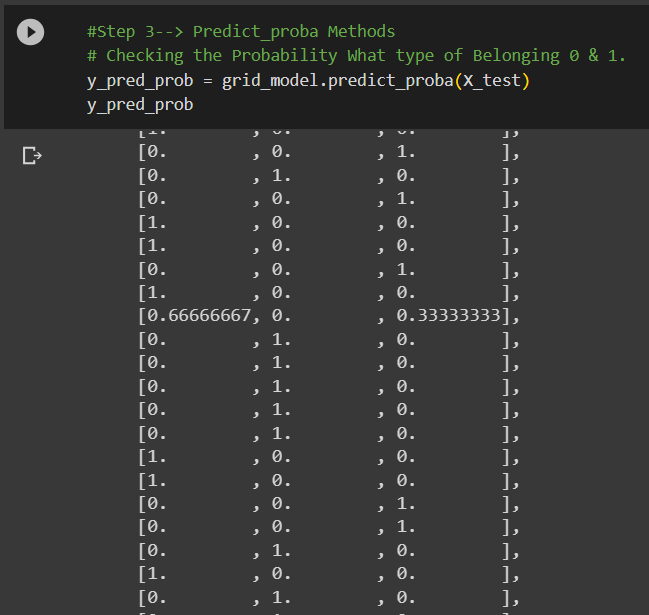 #Step 3--> Predict_proba Methods
# Checking the Probability What type of Belonging 0 & 1.
y_pred_prob = grid_model.predict_proba(X_test)
y_pred_prob
[1.        , 0.        , 0.        ],
[0.        , 0.        , 1.        ],
[0.        , 1.        , 0.        ],
[0.        , 0.        , 1.        ],
[1.        , 0.        , 0.        ],
[1.        , 0.        , 0.        ],
[0.        , 0.        , 1.        ],
[1.        , 0.        , 0.        ],
[0.66666667, 0.        , 0.33333333],
[0.        , 1.        , 0.        ],
[0.        , 1.        , 0.        ],
[0.        , 1.        , 0.        ],
[0.        , 1.        , 0.        ],
[0.        , 1.        , 0.        ],
[1.        , 0.        , 0.        ],
[1.        , 0.        , 0.        ],
[0.        , 0.        , 1.        ],
[0.        , 0.        , 1.        ],
[0.        , 1.        , 0.        ],
[1.        , 0.        , 0.        ],
[0.        , 1.        , 0.        ],